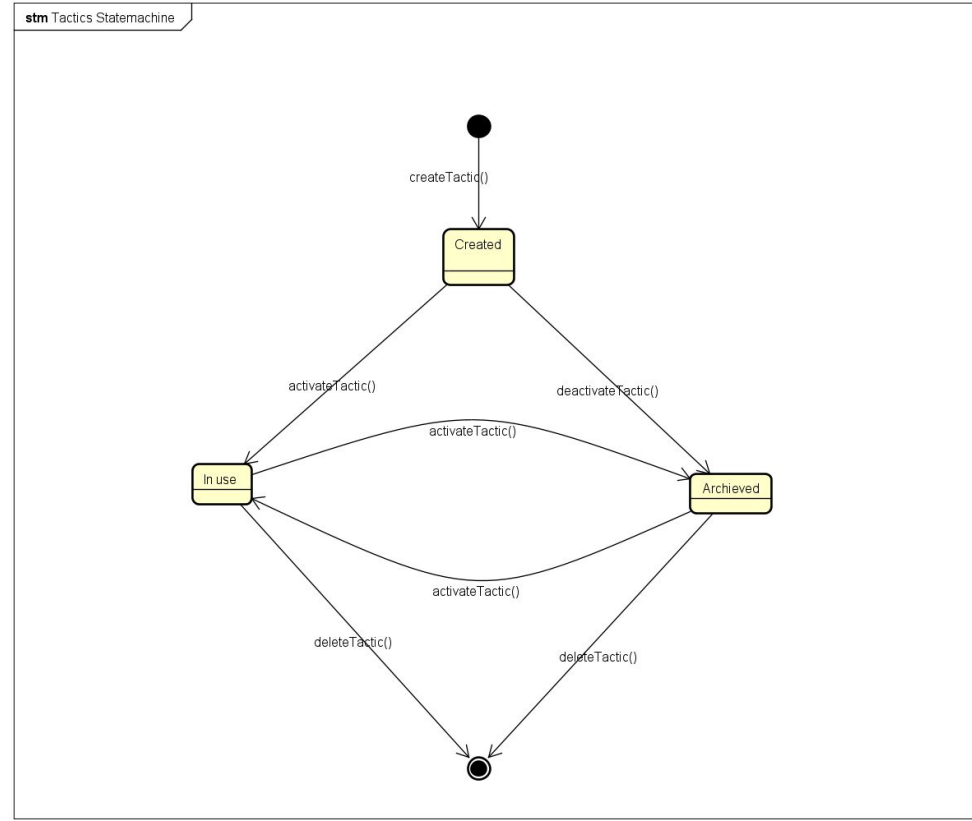 stm Tactics Statemachine
createTactic()
Created
activateTactic()
deactivateTactic()
activateTactic()
In use
Archieved
activateTactic()
deleteTactic()
deleteTactic()